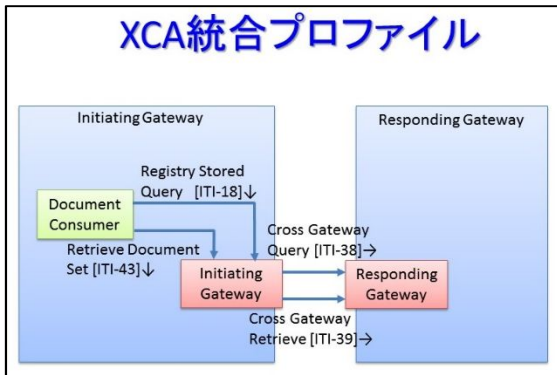 XCA統合プロファイル
Initiating Gateway
Responding Gateway
Registry Stored
Query [ITI-18]↓
Document
Consumer
Retrieve Document
Set [ITI-43]↓
Cross Gateway
Query [ITI-38]→
Initiating
Gateway
Responding
Gateway
Cross Gateway
Retrieve [ITI-39]→